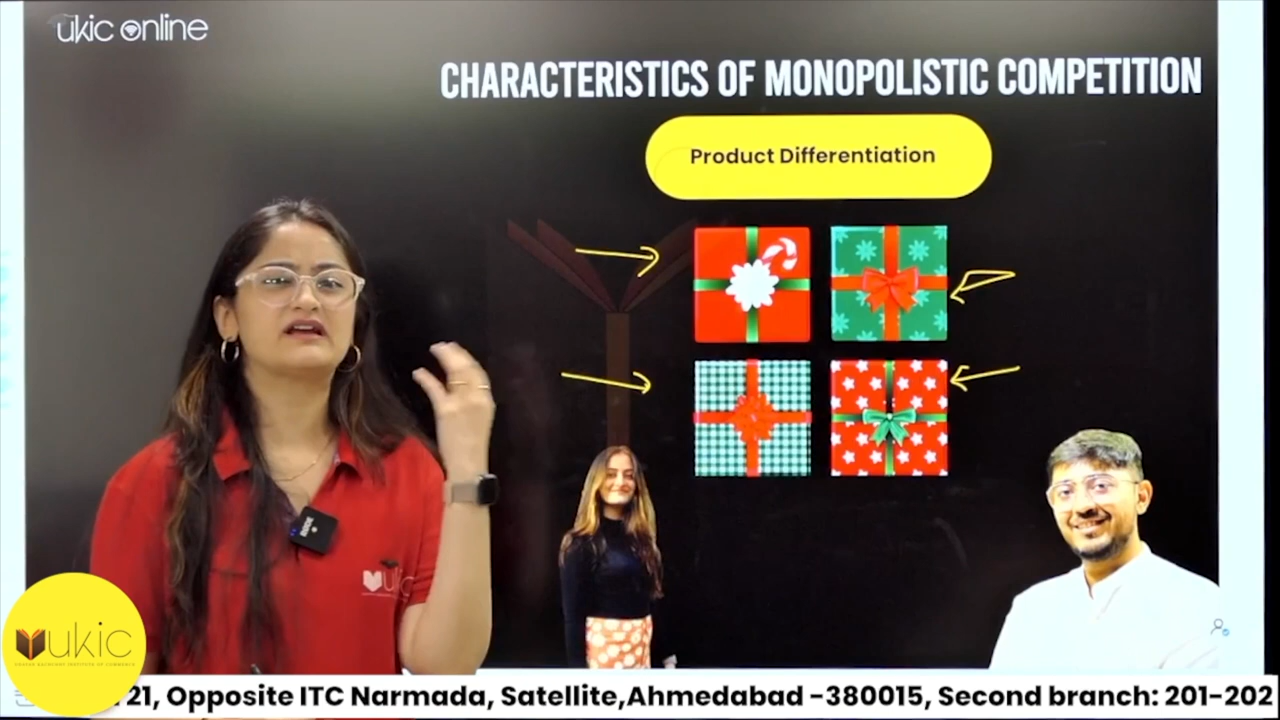 ukic online
CHARACTERISTICS OF MONOPOLISTIC COMPETITION
Product Differentiation
ukic
ukic
21, Opposite ITC Narmada, Satellite,Ahmedabad -380015, Second branch: 201-202